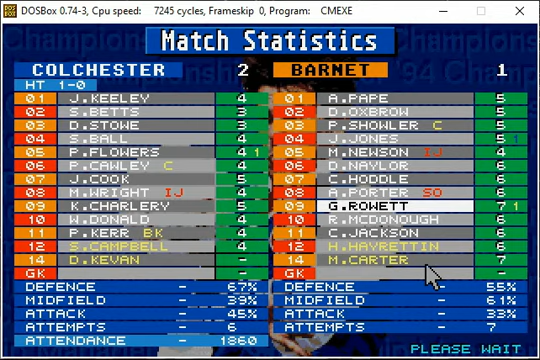 DOSBox 0.74-3, Cpu speed: 7245 cycles, Frameskip 0, Program: CMEXE
Match Statistics
COLCHESTER 2 BARNET 1
HT 1-0
01 J.KEELEY 4 01 A.PAPE 5
02 S.BETTS 3 02 D.OXBROW 5
03 D.STOWE 3 03 P.SHOWLER C 5
04 S.BALL 4 04 J.JONES 5 1
05 P.FLOWERS 4 1 05 M.NEWSON IJ 4
06 P.CAWLEY C 4 06 L.NAYLOR 6
07 J.COOK 5 07 C.HODDLE 6
08 M.WRIGHT IJ 4 08 A.PORTER SO 6
09 K.CHARLERY 5 09 G.ROWETT 7 1
10 W.DONALD 4 10 R.MCDONOUGH 6
11 P.KERR BK 4 11 C.JACKSON 6
12 S.CAMPBELL 4 12 H.HAYRETTIN 6
14 D.KEVAN - 14 M.CARTER 7
GK - GK -
DEFENCE - 67% DEFENCE - 55%
MIDFIELD - 39% MIDFIELD - 61%
ATTACK - 45% ATTACK - 33%
ATTEMPTS - 6 ATTEMPTS - 7
ATTENDANCE - 1860
PLEASE WAIT